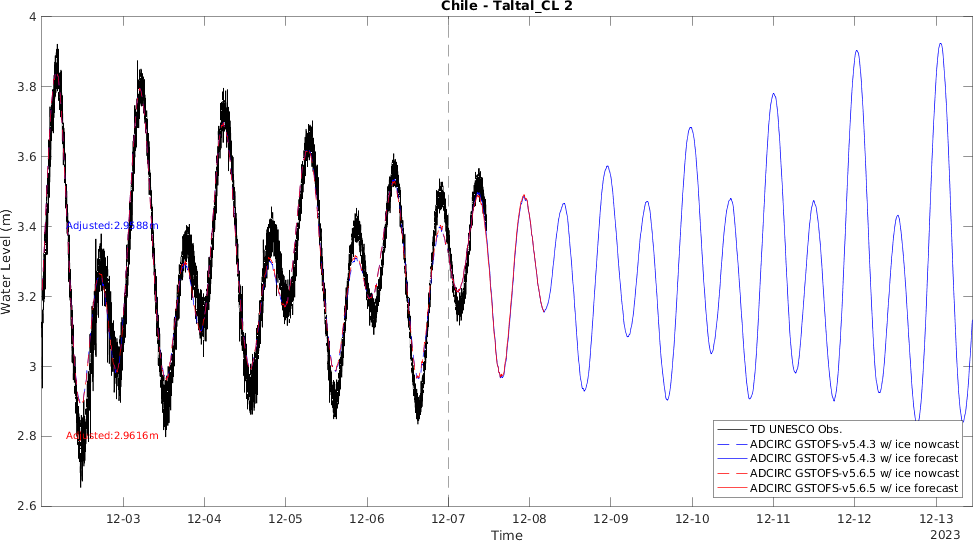 Chile - Taltal_CL 2
Water Level (m)
4
3.8
3.6
3.4
3.2
3
2.8
2.6
Adjusted:2.9588m
Adjusted:2.9616m
TD UNESCO Obs.
ADCIRC GSTOFS-v5.4.3 w/ ice nowcast
ADCIRC GSTOFS-v5.4.3 w/ ice forecast
ADCIRC GSTOFS-v5.6.5 w/ ice nowcast
ADCIRC GSTOFS-v5.6.5 w/ ice forecast
12-03 12-04 12-05 12-06 12-07 12-08 12-09 12-10 12-11 12-12 12-13
Time
2023